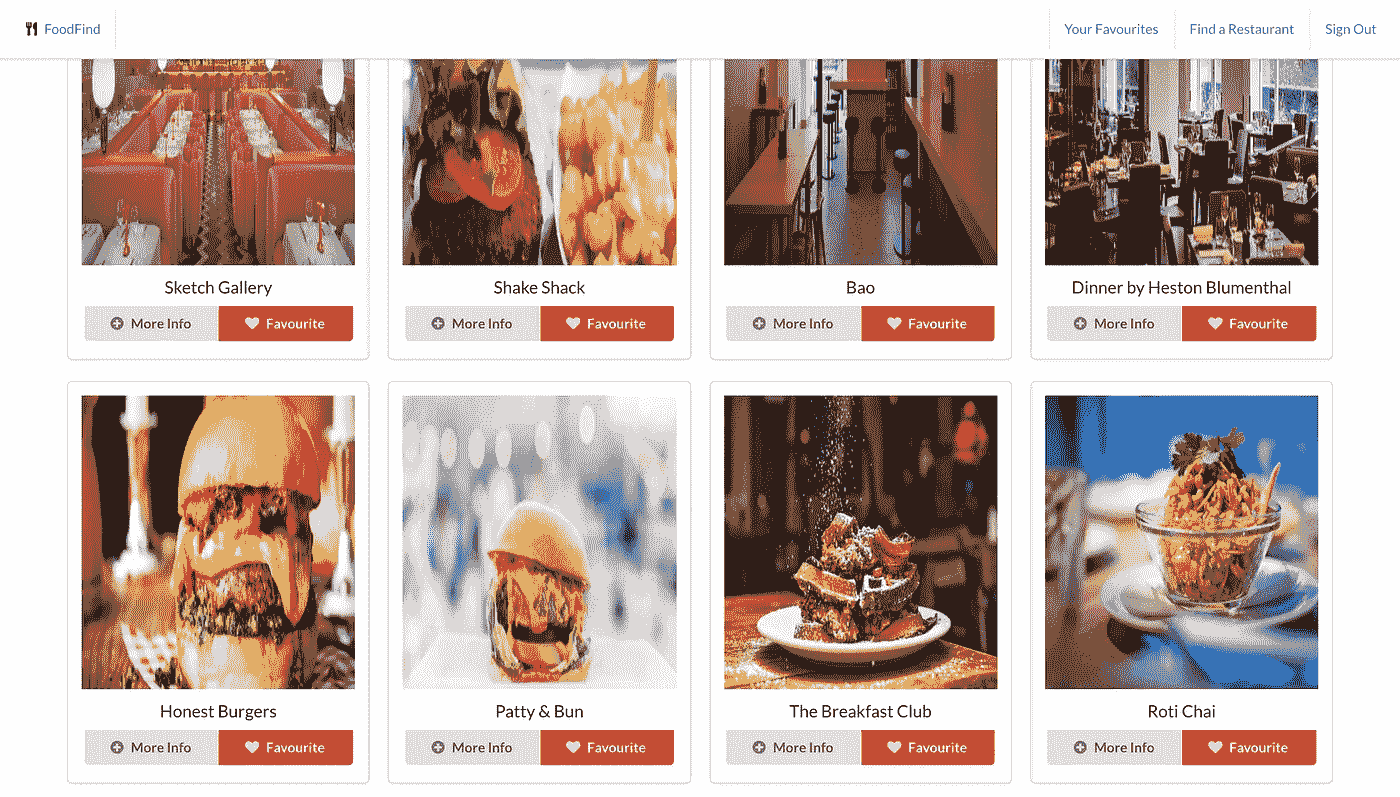 FoodFind
Your Favourites
Find a Restaurant
Sign Out
Sketch Gallery
Shake Shack
Bao
Dinner by Heston Blumenthal
More Info
Favourite
More Info
Favourite
More Info
Favourite
More Info
Favourite
Honest Burgers
Patty & Bun
The Breakfast Club
Roti Chai
More Info
Favourite
More Info
Favourite
More Info
Favourite
More Info
Favourite